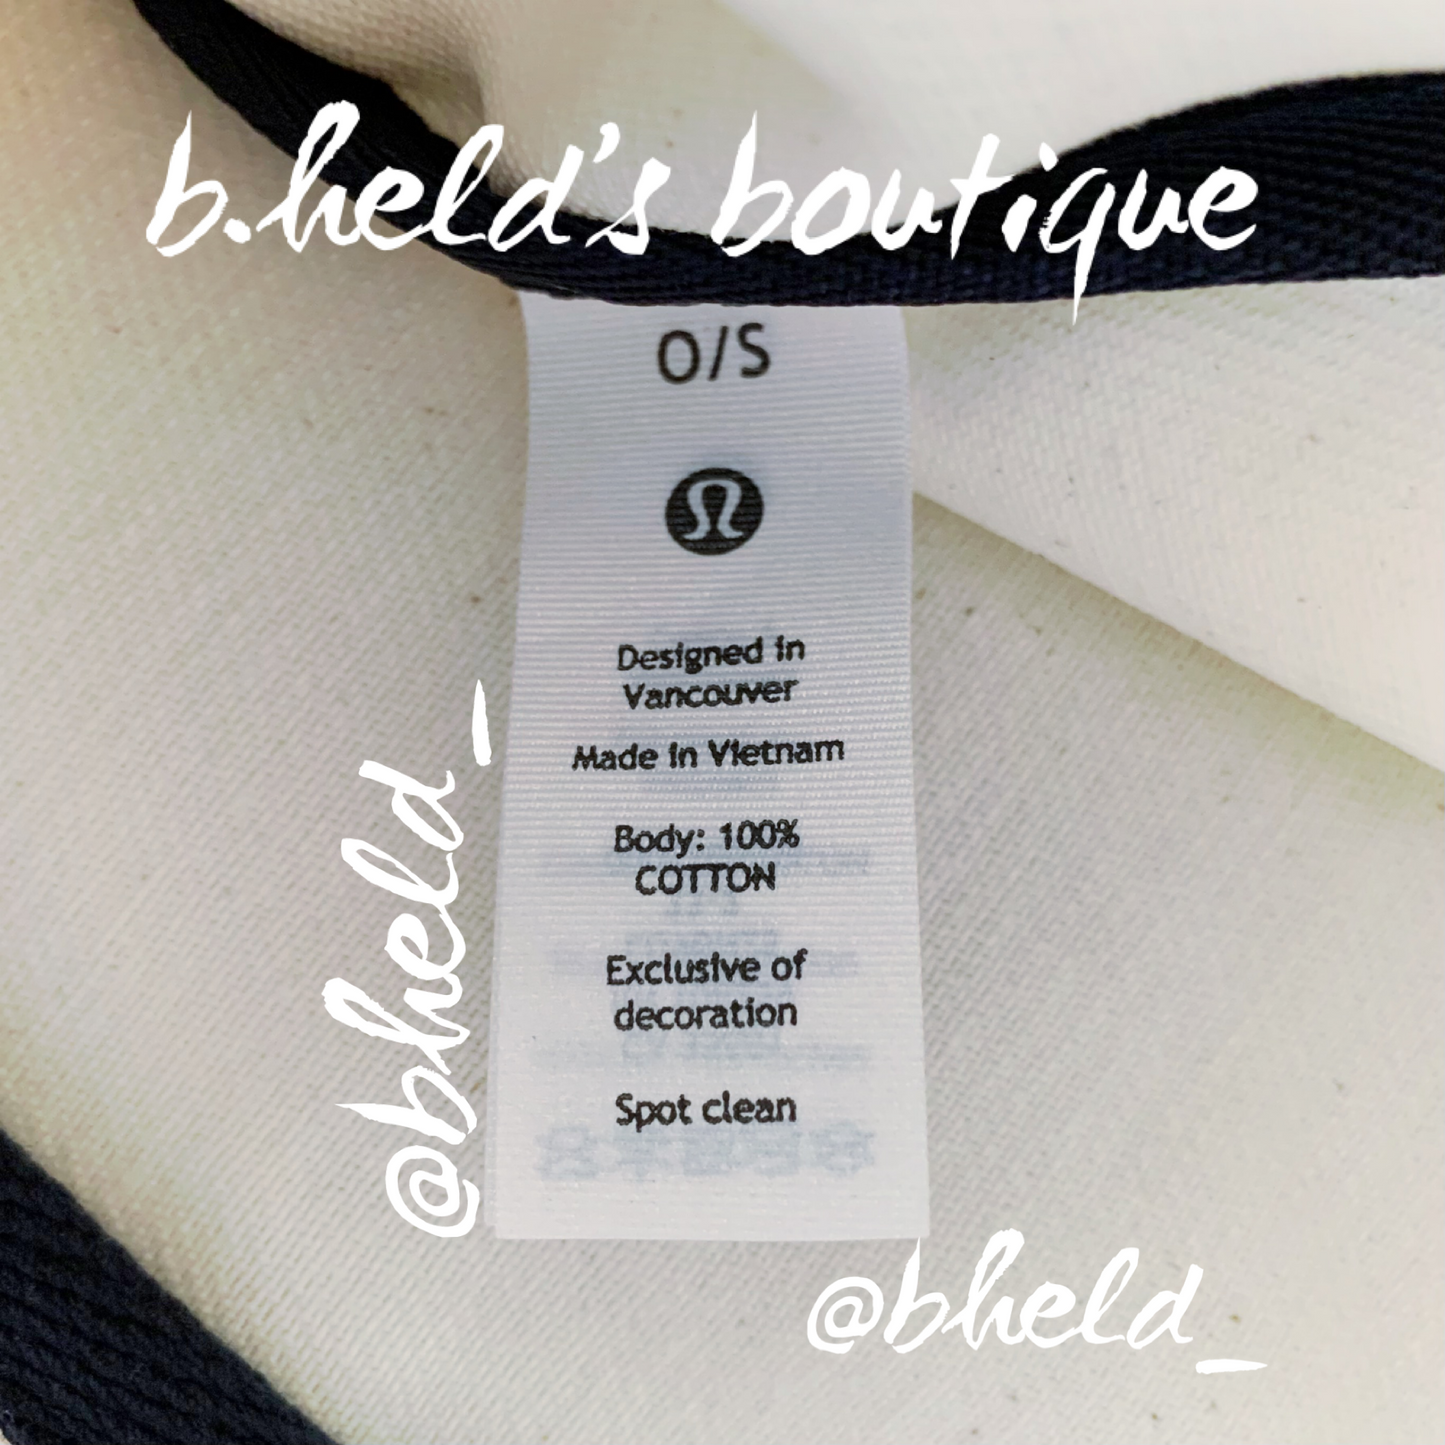 b.held's boutique
O/S
Designed in
Vancouver
Made in Vietnam
Body: 100%
COTTON
Exclusive of
decoration
Spot clean
@bheld_
@bheld_